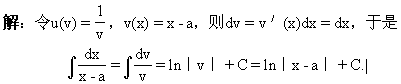 解：令u(v) = 1/v，v(x) = x - a，则dv = v′(x)dx = dx，于是
∫dx/(x - a) = ∫dv/v = ln∣v∣ + C = ln∣x - a∣ + C.